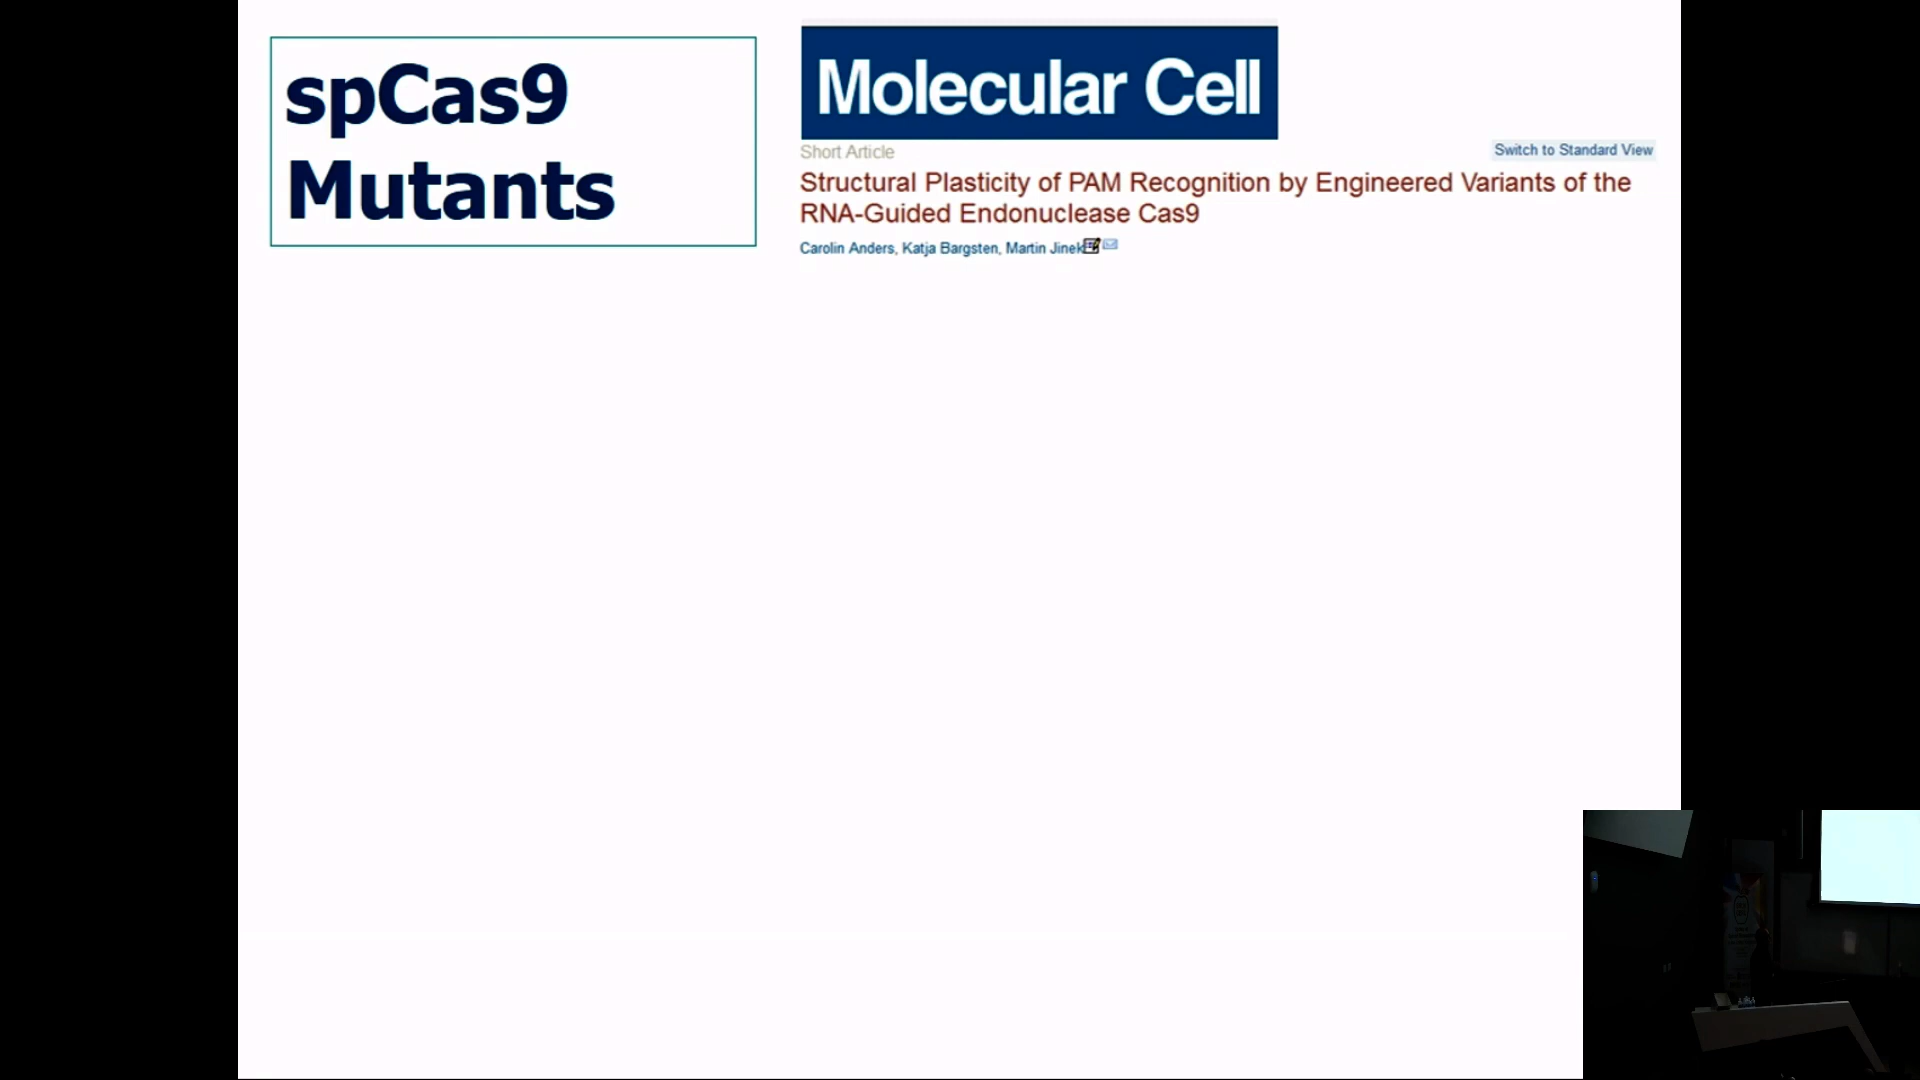 spCas9
Mutants
Molecular Cell
Short Article
Switch to Standard View
Structural Plasticity of PAM Recognition by Engineered Variants of the
RNA-Guided Endonuclease Cas9
Carolin Anders, Katja Bargsten, Martin Jinek